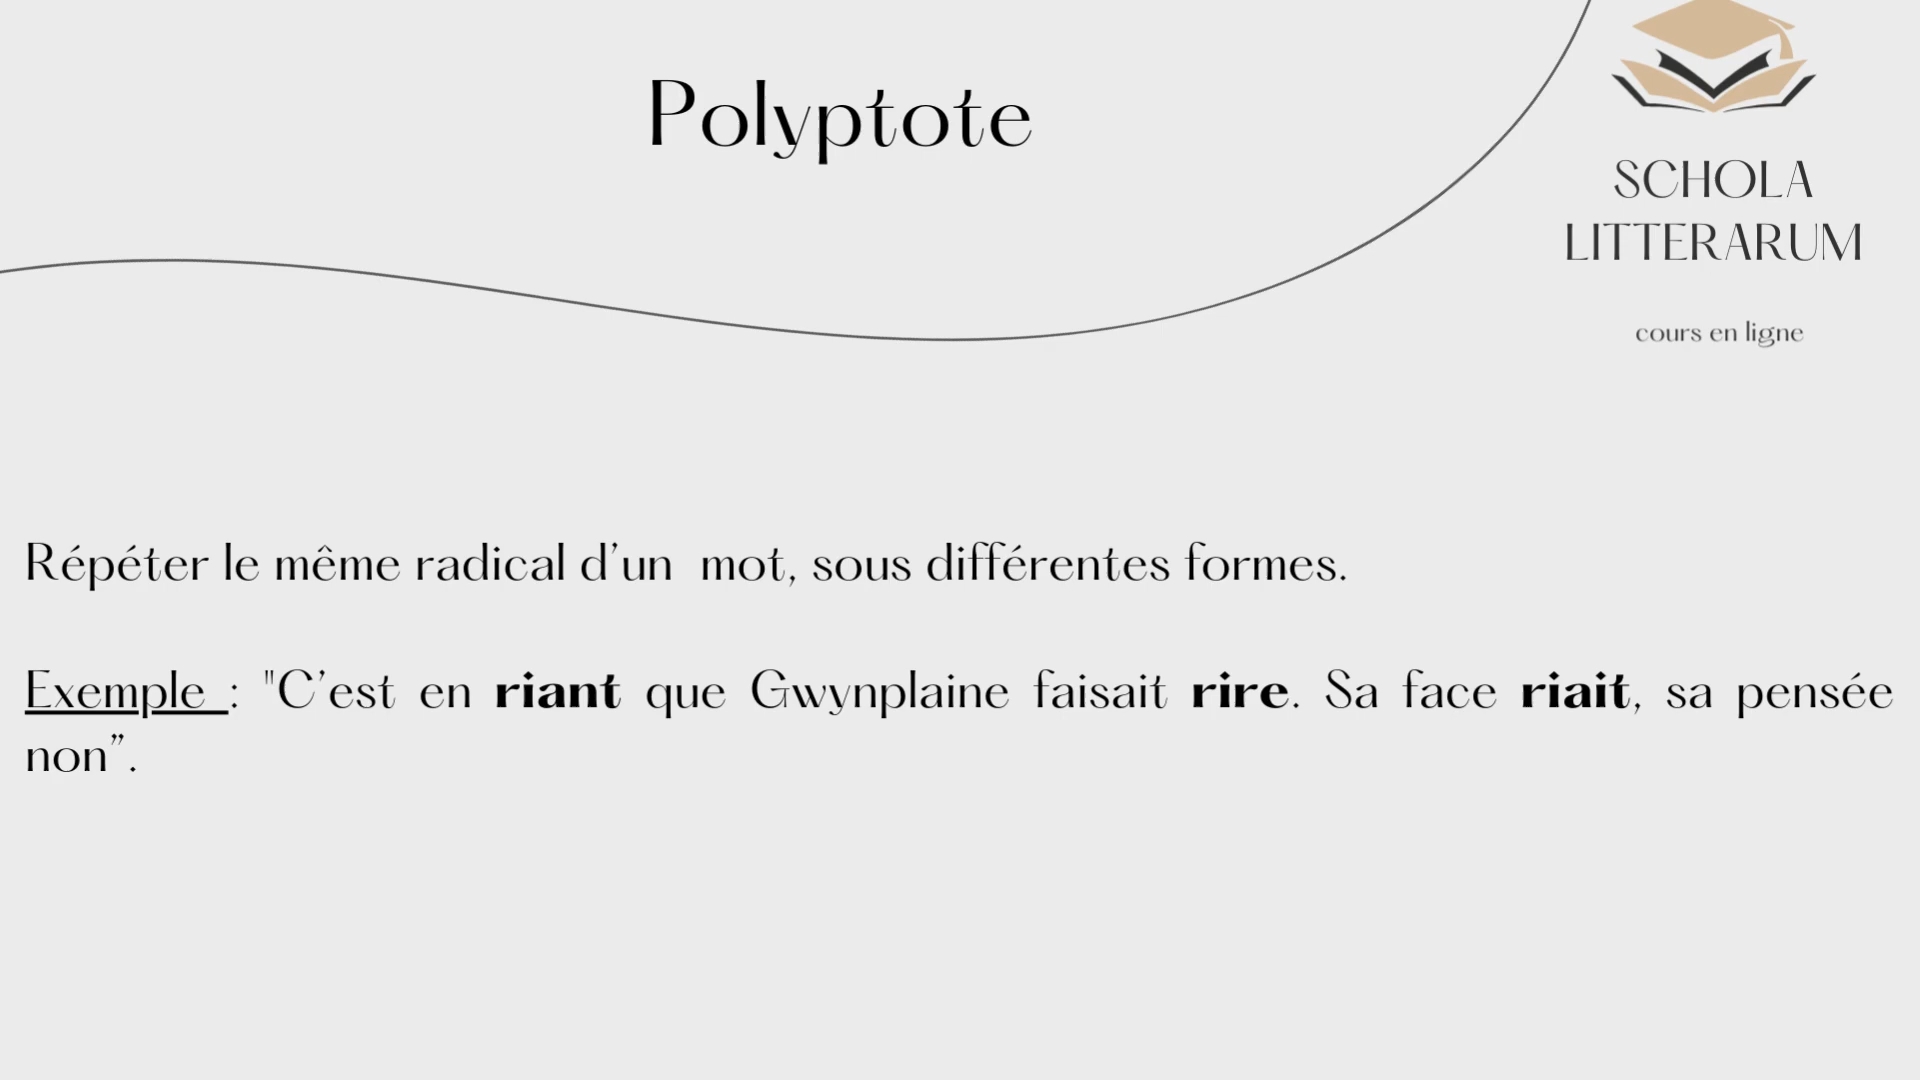 Polyptote
SCHOLA
LITTERARUM
cours en ligne
Répéter le même radical d’un  mot, sous différentes formes.
Exemple : "C’est en riant que Gwynplaine faisait rire. Sa face riait, sa pensée
non”.